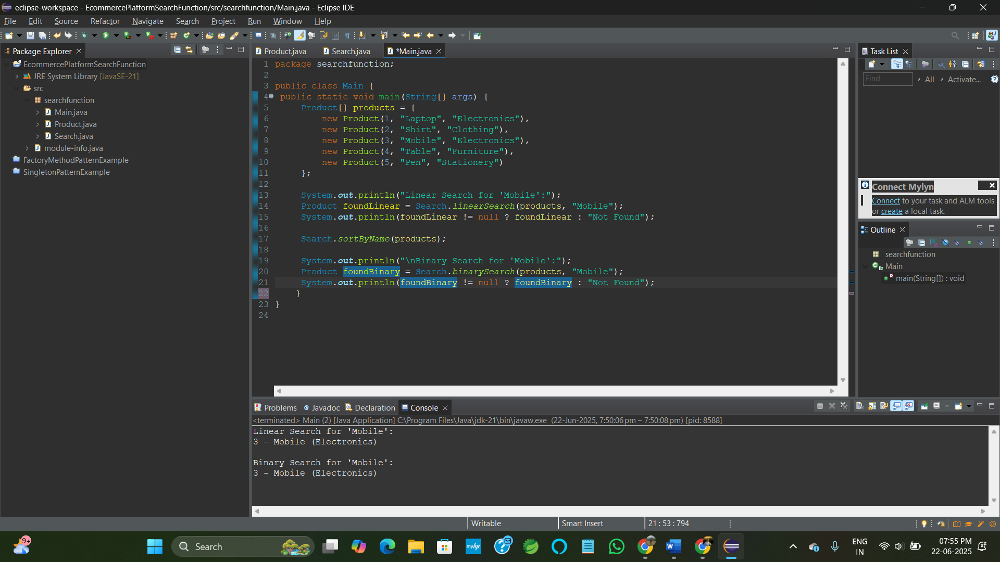 eclipse-workspace - EcommercePlatformSearchFunction/src/searchfunction/Main.java - Eclipse IDE
File Edit Source Refactor Navigate Search Project Run Window Help
Package Explorer
EcommercePlatformSearchFunction
JRE System Library [JavaSE-21]
src
searchfunction
Main.java
Product.java
Search.java
module-info.java
FactoryMethodPatternExample
SingletonPatternExample
Product.java Search.java *Main.java
1 package searchfunction;
2
3 public class Main {
4 public static void main(String[] args) {
5 Product[] products = {
6 new Product(1, "Laptop", "Electronics"),
7 new Product(2, "Shirt", "Clothing"),
8 new Product(3, "Mobile", "Electronics"),
9 new Product(4, "Table", "Furniture"),
10 new Product(5, "Pen", "Stationery")
11 };
12
13 System.out.println("Linear Search for 'Mobile':");
14 Product foundLinear = Search.linearSearch(products, "Mobile");
15 System.out.println(foundLinear != null ? foundLinear : "Not Found");
16
17 Search.sortByName(products);
18
19 System.out.println("\nBinary Search for 'Mobile':");
20 Product foundBinary = Search.binarySearch(products, "Mobile");
21 System.out.println(foundBinary != null ? foundBinary : "Not Found");
22 }
23 }
24
Task List
Find All Activate...
Connect Mylyn
Connect to your task and ALM tools
or create a local task.
Outline
searchfunction
Main
main(String[]) : void
Problems Javadoc Declaration Console
<terminated> Main (2) [Java Application] C:\Program Files\Java\jdk-21\bin\javaw.exe (22-Jun-2025, 7:50:06 pm – 7:50:08 pm) [pid: 8588]
Linear Search for 'Mobile':
3 - Mobile (Electronics)
Binary Search for 'Mobile':
3 - Mobile (Electronics)
Writable Smart Insert 21 : 53 : 794
9+
Search
myhp
ENG
IN
07:55 PM
22-06-2025